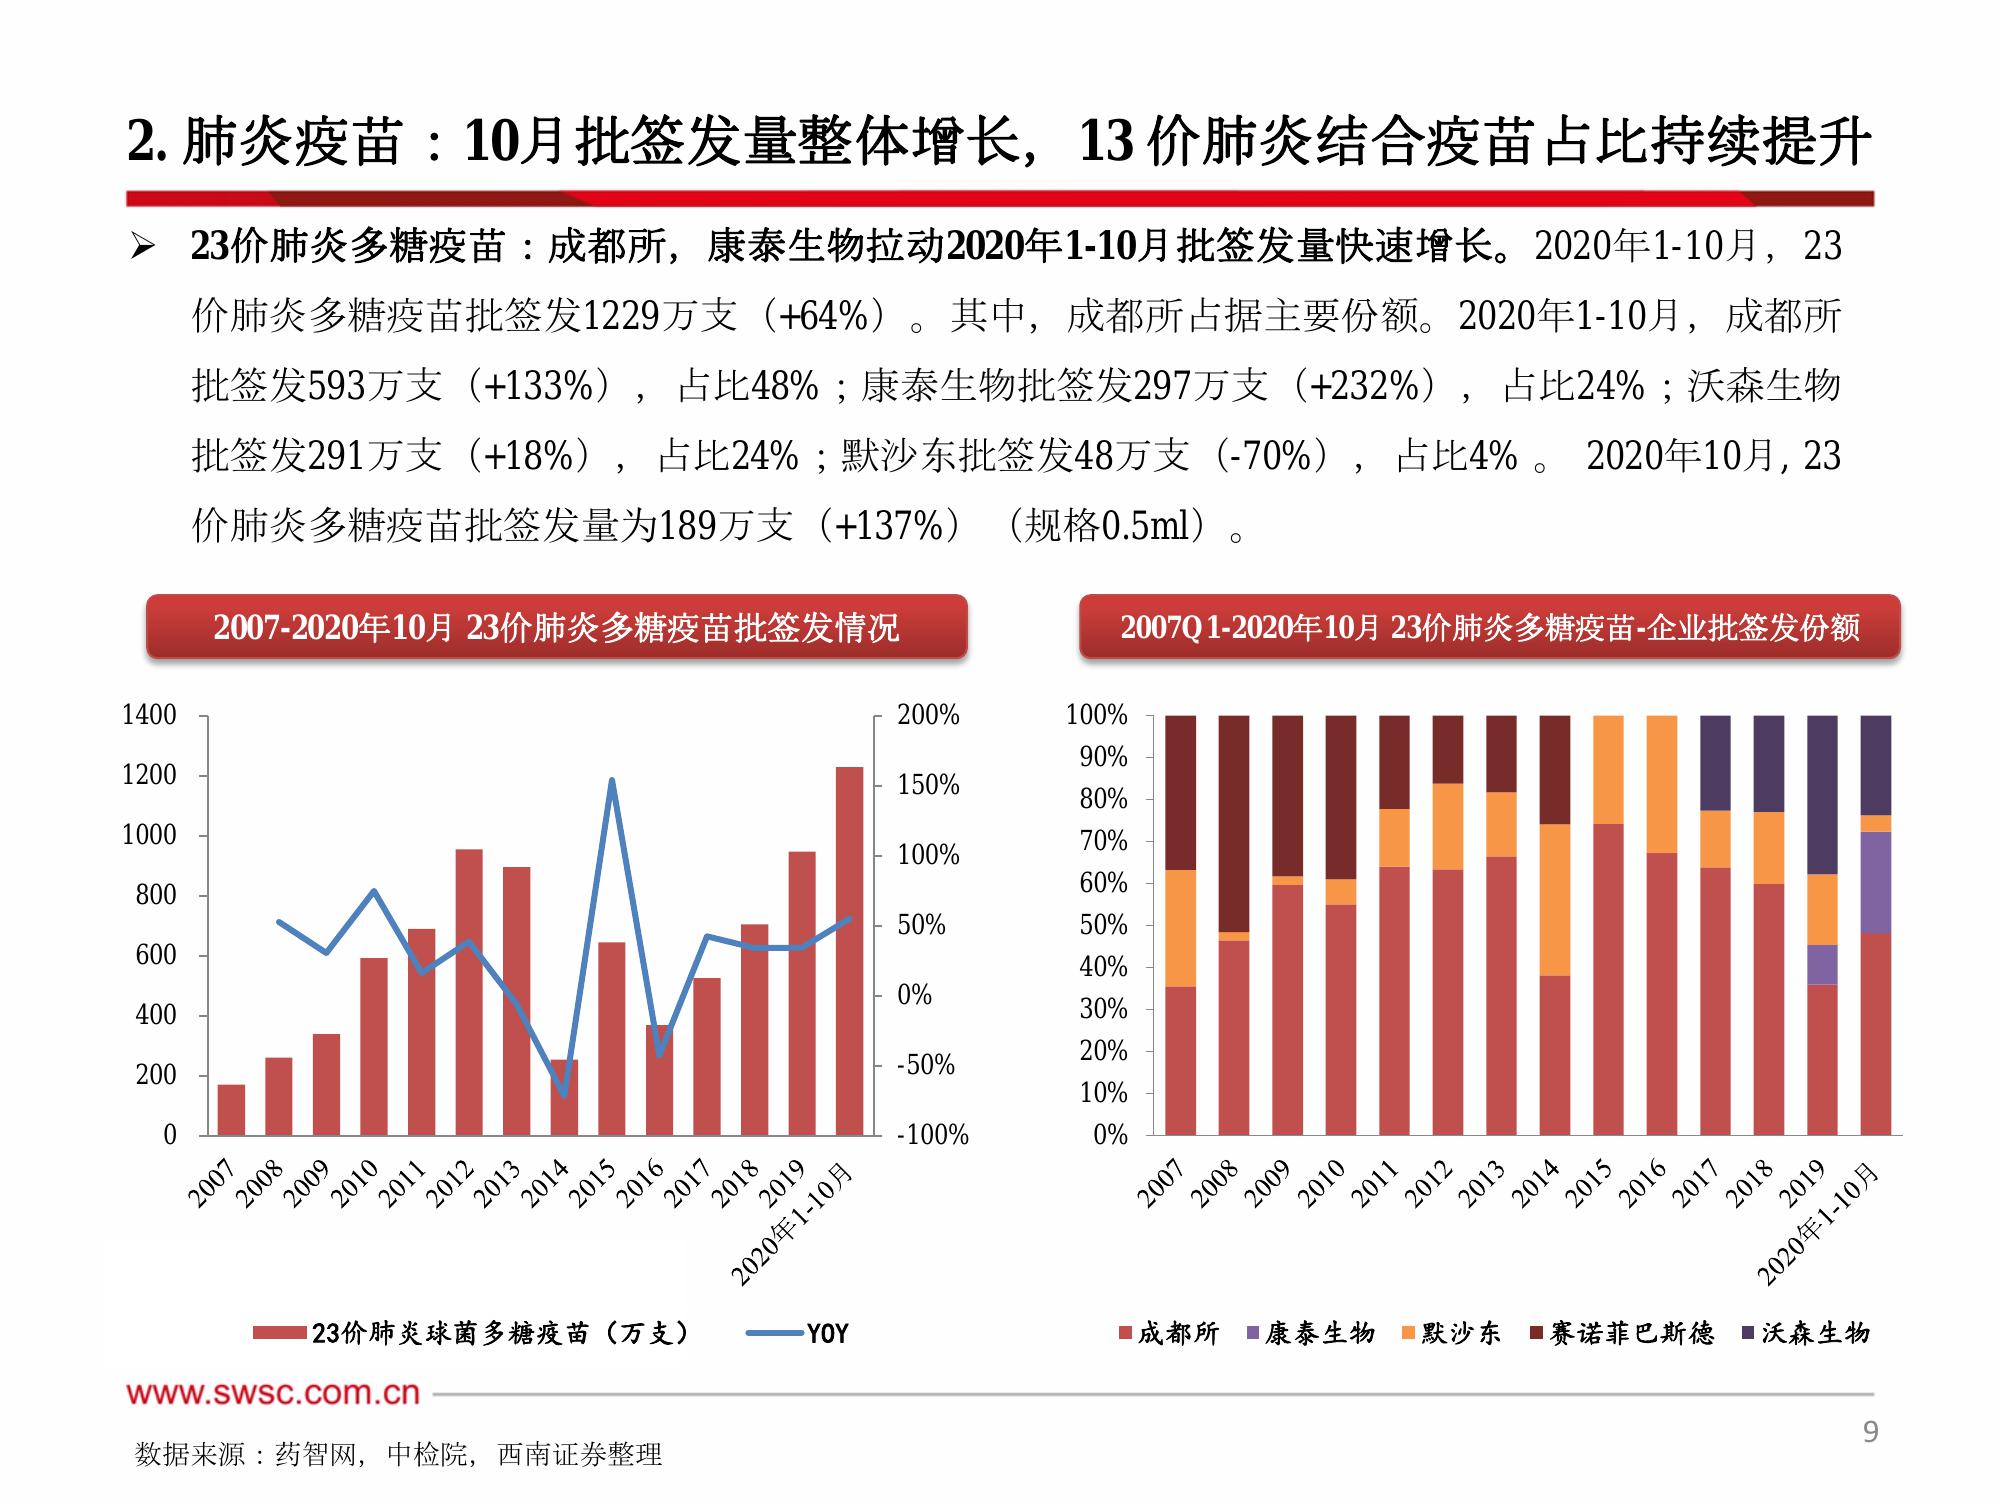 2. 肺炎疫苗：10月批签发量整体增长，13 价肺炎结合疫苗占比持续提升
➢ 23价肺炎多糖疫苗：成都所，康泰生物拉动2020年1-10月批签发量快速增长。2020年1-10月，23
价肺炎多糖疫苗批签发1229万支（+64%）。其中，成都所占据主要份额。2020年1-10月，成都所
批签发593万支（+133%），占比48%；康泰生物批签发297万支（+232%），占比24%；沃森生物
批签发291万支（+18%），占比24%；默沙东批签发48万支（-70%），占比4% 。 2020年10月, 23
价肺炎多糖疫苗批签发量为189万支（+137%）（规格0.5ml）。
2007-2020年10月 23价肺炎多糖疫苗批签发情况
1400
1200
1000
800
600
400
200
0
200%
150%
100%
50%
0%
-50%
-100%
2007
2008
2009
2010
2011
2012
2013
2014
2015
2016
2017
2018
2019
2020年1-10月
23价肺炎球菌多糖疫苗（万支）
YOY
2007Q1-2020年10月 23价肺炎多糖疫苗-企业批签发份额
100%
90%
80%
70%
60%
50%
40%
30%
20%
10%
0%
2007
2008
2009
2010
2011
2012
2013
2014
2015
2016
2017
2018
2019
2020年1-10月
成都所
康泰生物
默沙东
赛诺菲巴斯德
沃森生物
www.swsc.com.cn
9
数据来源：药智网，中检院，西南证券整理